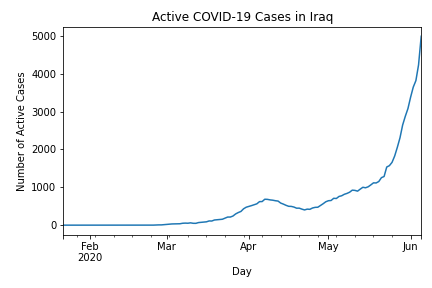 Active COVID-19 Cases in Iraq
5000
4000
3000
2000
1000
0
Number of Active Cases
Feb Mar Apr May Jun
2020
Day